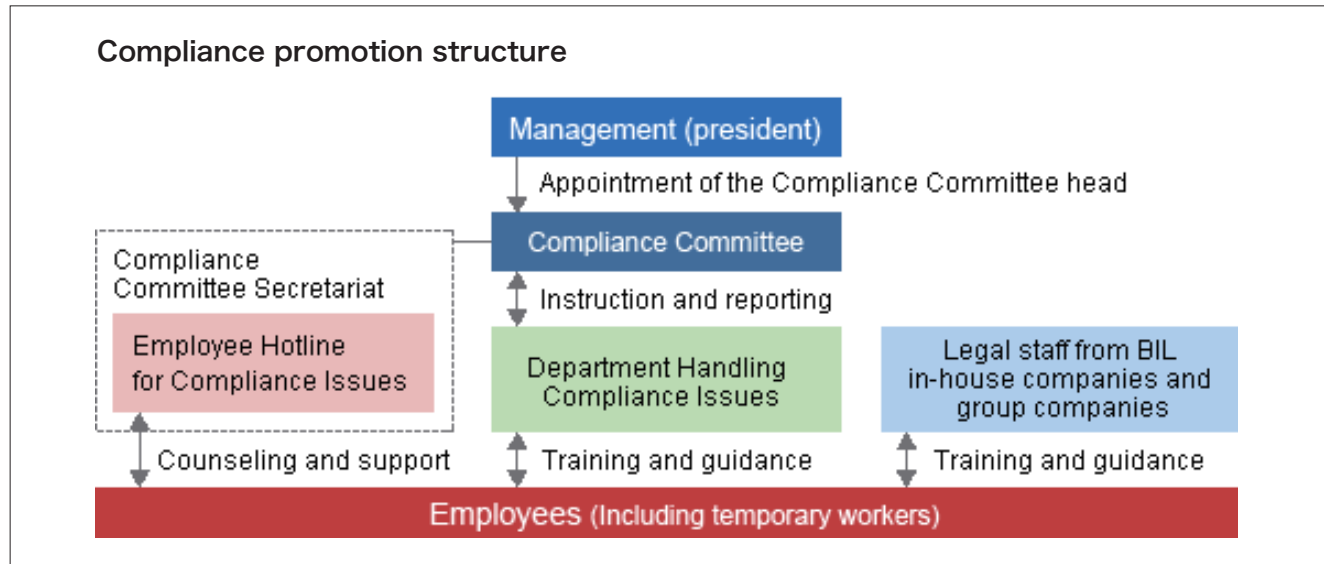 Compliance promotion structure
Management (president)
Appointment of the Compliance Committee head
Compliance Committee
Compliance
Committee Secretariat
Instruction and reporting
Employee Hotline
for Compliance Issues
Department Handling
Compliance Issues
Legal staff from BIL
in-house companies and
group companies
Counseling and support
Training and guidance
Training and guidance
Employees (Including temporary workers)